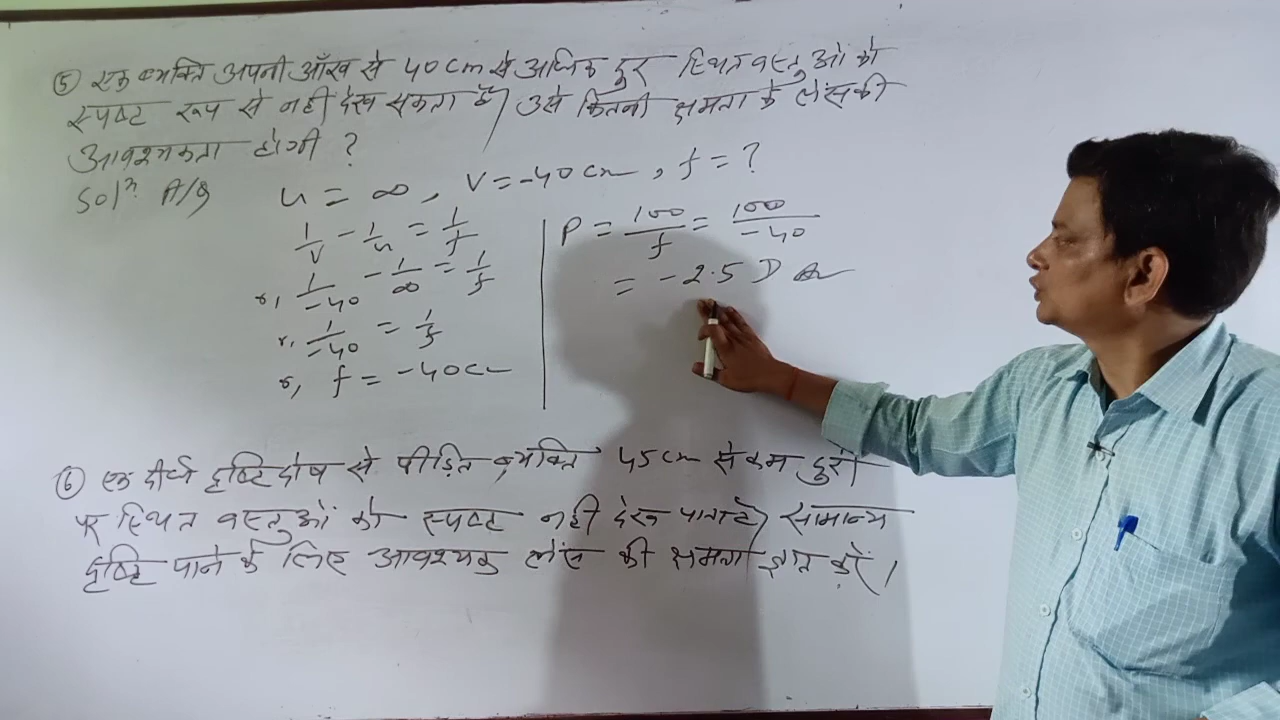 ⑤ एक व्यक्ति अपनी आँख से 40cm से अधिक दुर स्थित वस्तुओं को
स्पष्ट रूप से नहीं देख सकता है, उसे कितनी क्षमता के लेंस की
आवश्यकता होगी ?
Solⁿ A/Q u = ∞, v = -40cm, f = ?
1/v - 1/u = 1/f
r, 1/-40 - 1/∞ = 1/f
r, 1/-40 = 1/f
r, f = -40cm
P = 100/f = 100/-40
= -2.5 D
⑥ एक दीर्घ दृष्टि दोष से पीड़ित व्यक्ति 45cm से कम दुरी
पर स्थित वस्तुओं को स्पष्ट नहीं देख पाता है, सामान्य
दृष्टि पाने के लिए आवश्यक लेंस की क्षमता ज्ञात करें।